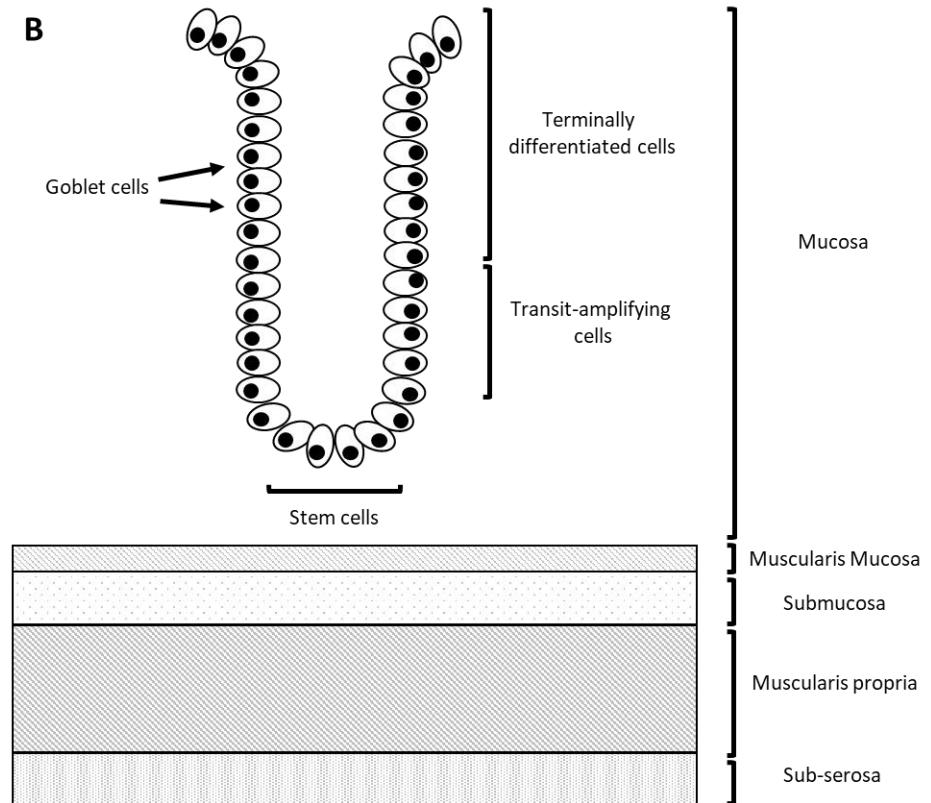 B
Terminally
differentiated cells
Goblet cells
Mucosa
Transit-amplifying
cells
Stem cells
Muscularis Mucosa
Submucosa
Muscularis propria
Sub-serosa